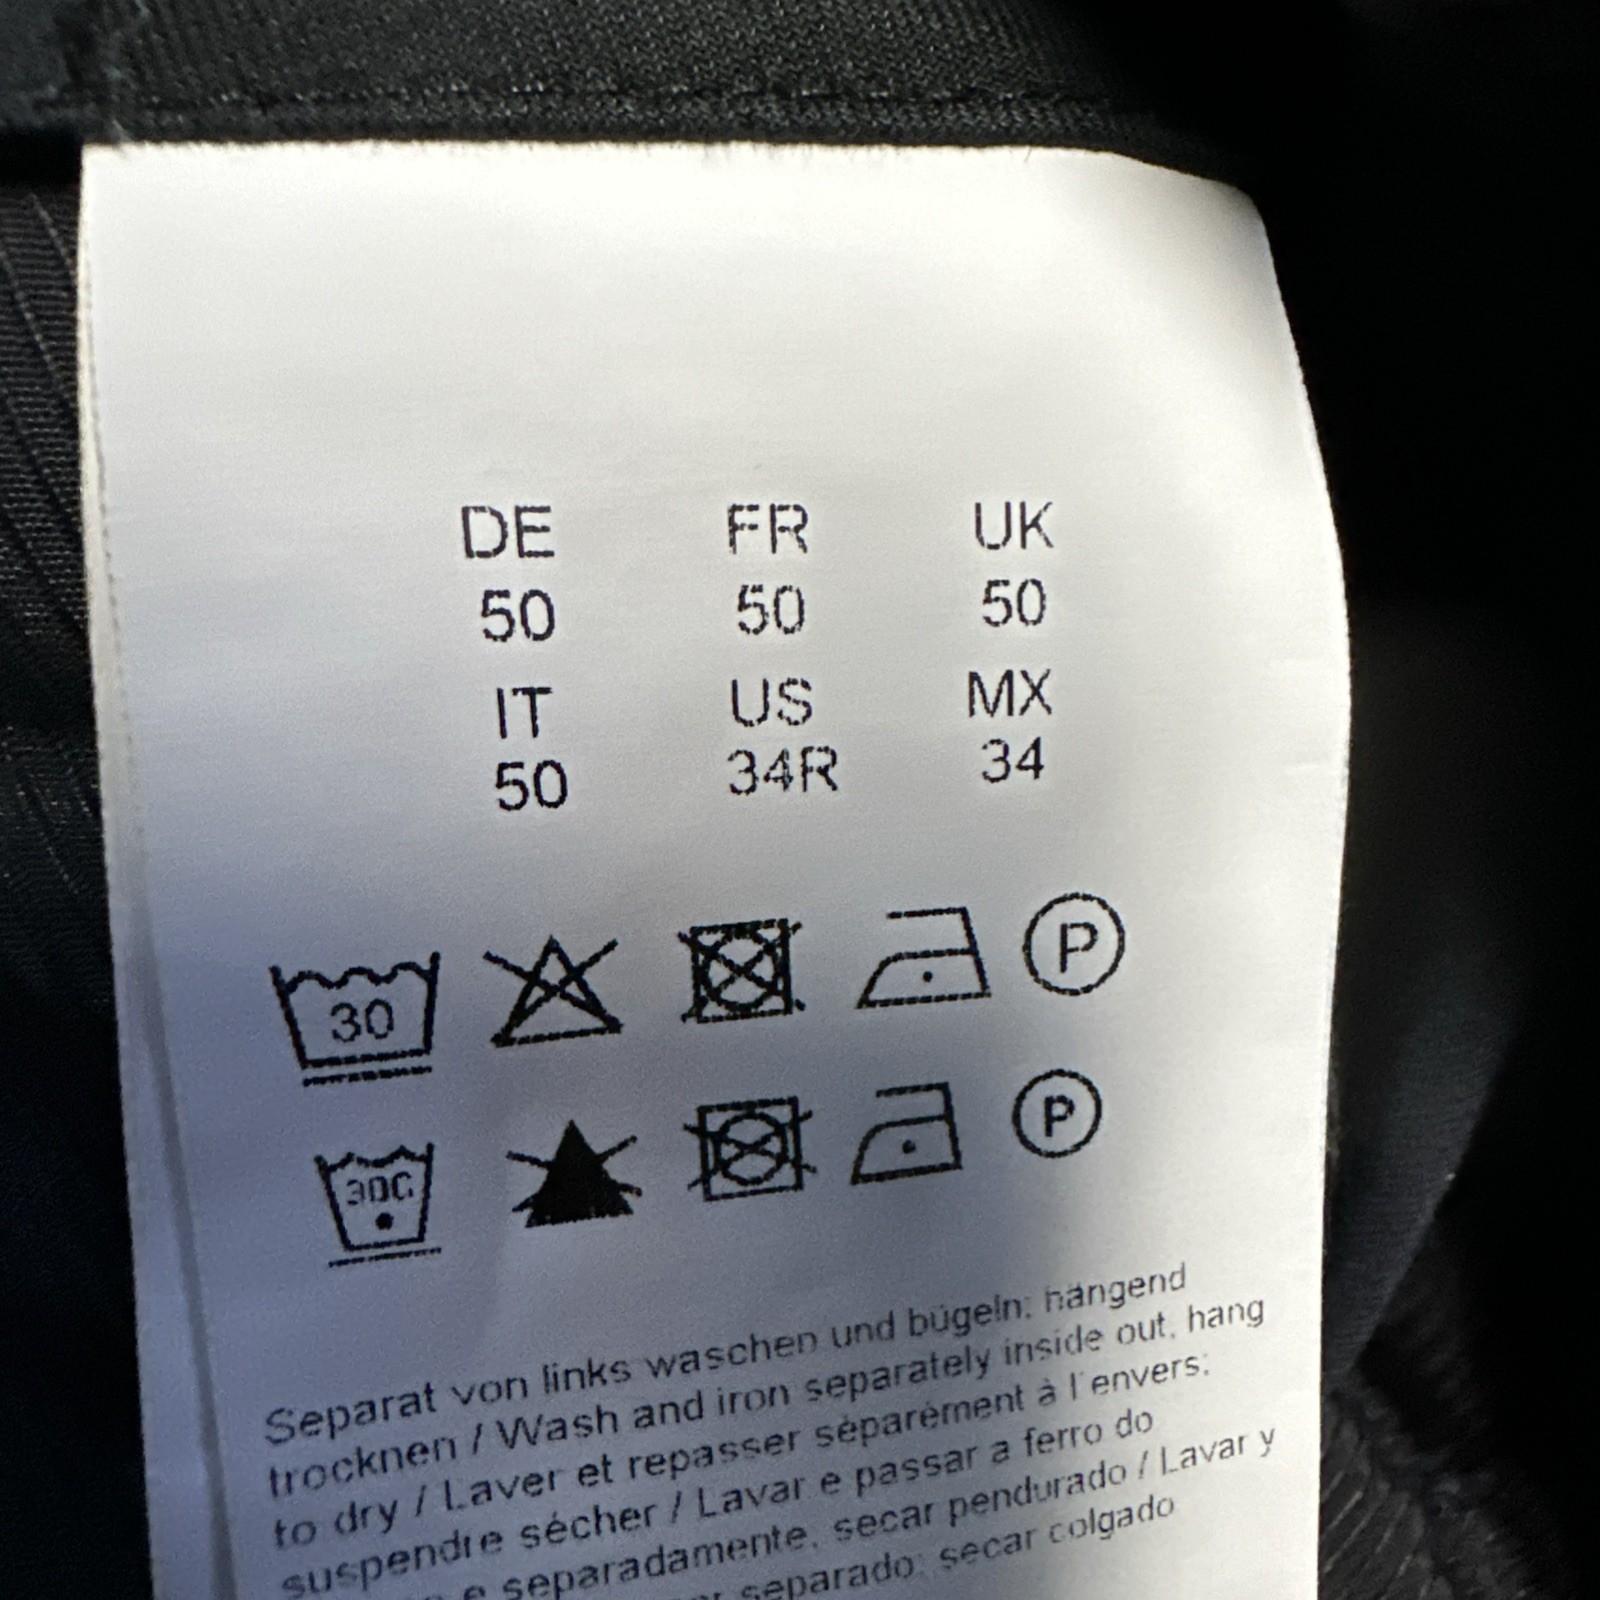 DE FR UK
50 50 50
IT US MX
50 34R 34
30 P
30C P
Separat von links waschen und bügeln; hängend
trocknen / Wash and iron separately inside out, hang
to dry / Laver et repasser séparément à l'envers;
suspendre sécher / Lavar e passar a ferro do
e separadamente, secar pendurado / Lavar y
separado; secar colgado